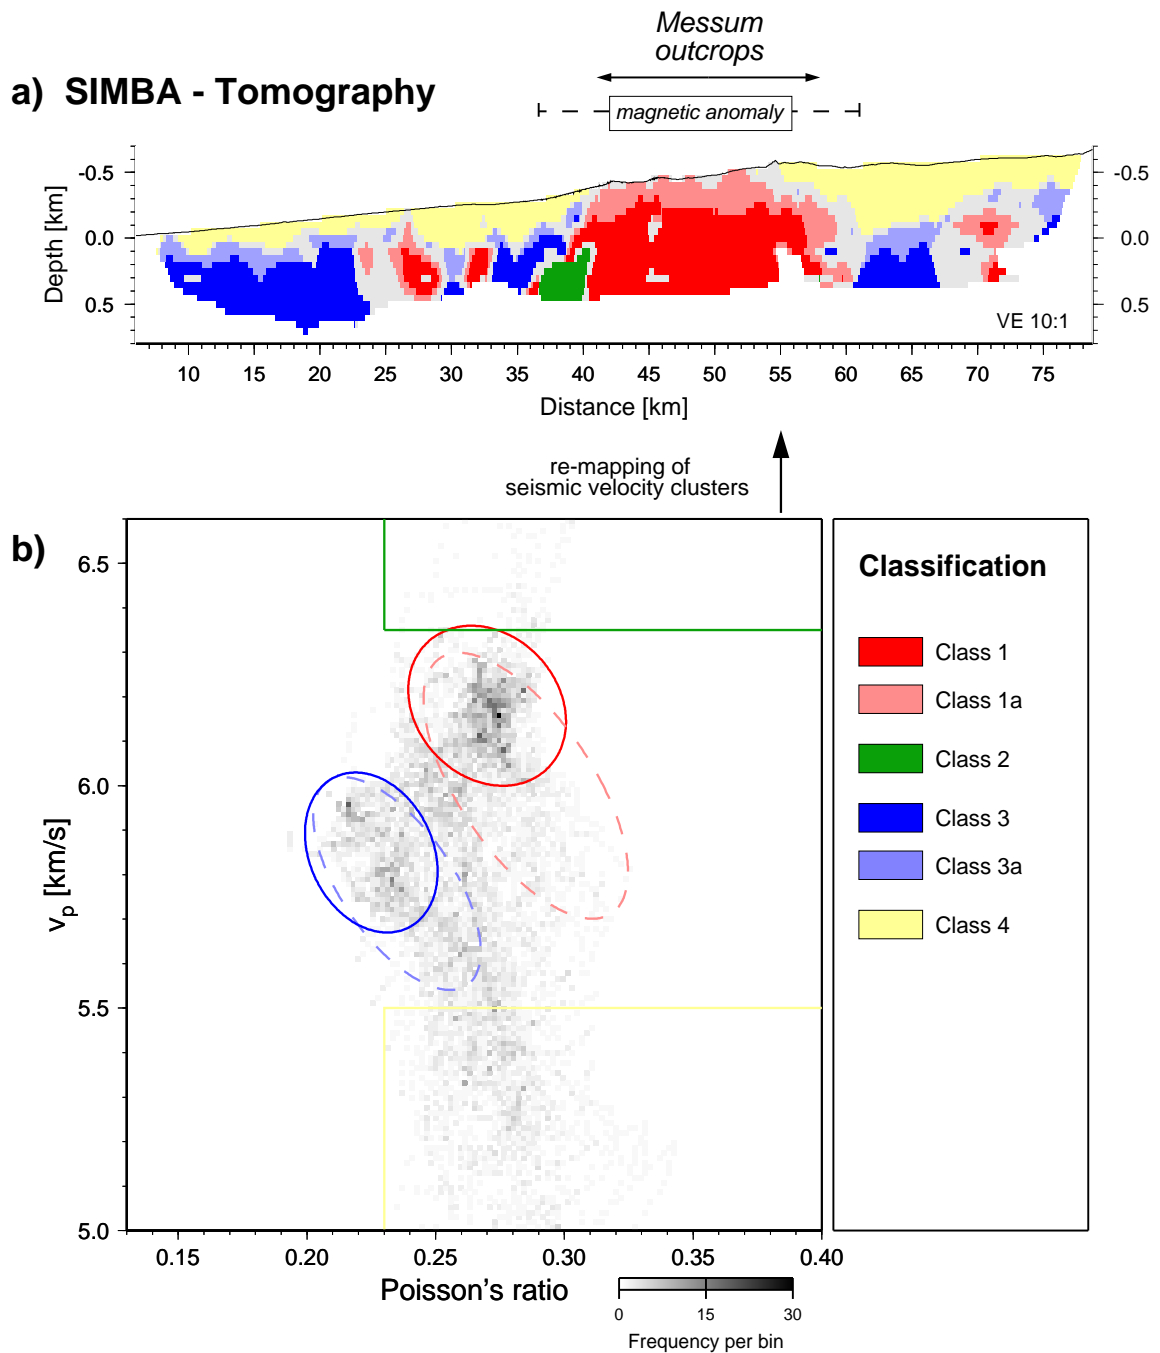 Messum
outcrops
a) SIMBA - Tomography
magnetic anomaly
Depth [km]
-0.5
0.0
0.5
-0.5
0.0
0.5
VE 10:1
10 15 20 25 30 35 40 45 50 55 60 65 70 75
Distance [km]
re-mapping of
seismic velocity clusters
b)
vp [km/s]
6.5
6.0
5.5
5.0
0.15 0.20 0.25 0.30 0.35 0.40
Poisson's ratio
0 15 30
Frequency per bin
Classification
Class 1
Class 1a
Class 2
Class 3
Class 3a
Class 4